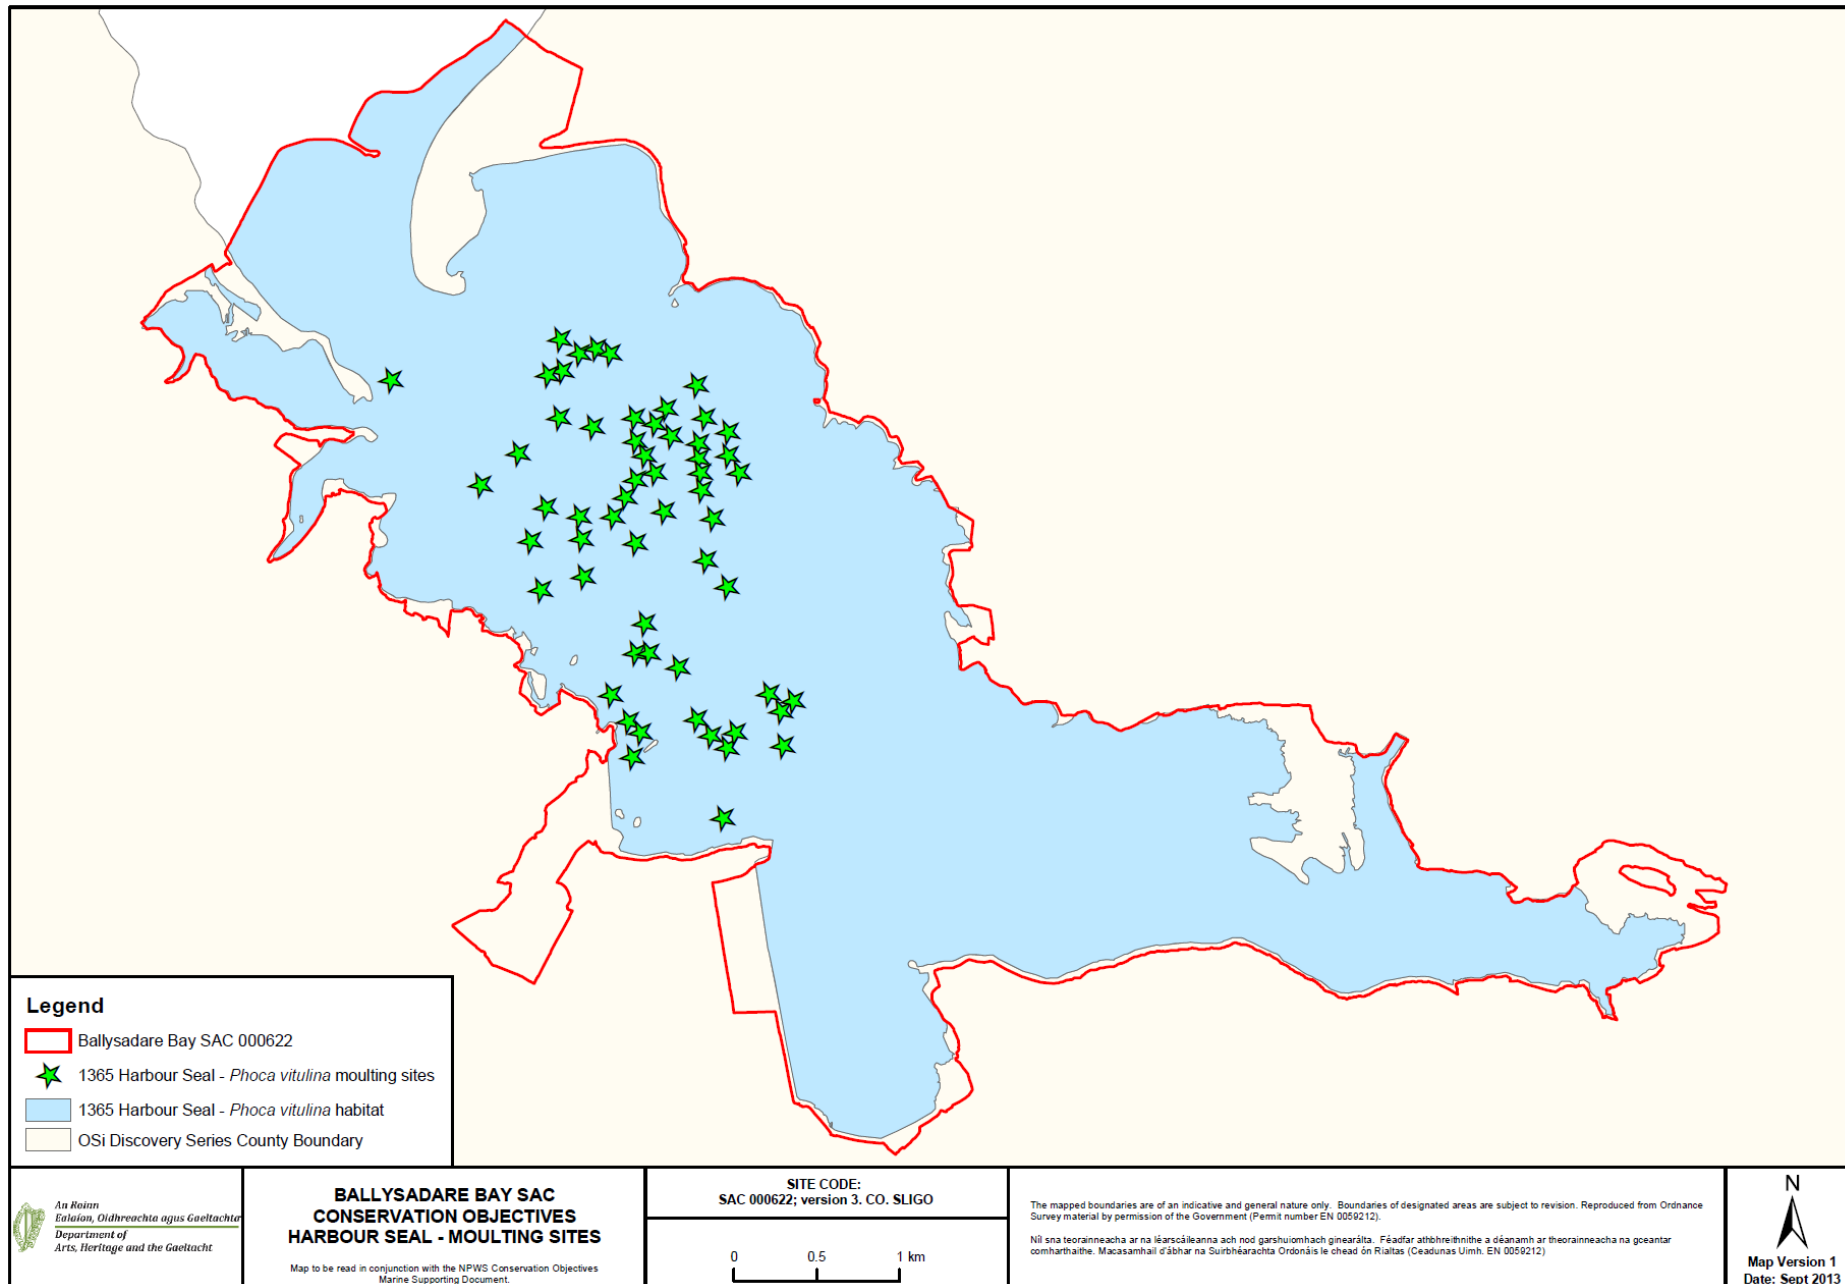 Legend
Ballysadare Bay SAC 000622
1365 Harbour Seal - Phoca vitulina moulting sites
1365 Harbour Seal - Phoca vitulina habitat
OSi Discovery Series County Boundary
An Roinn
Ealaíon, Oidhreachta agus Gaeltachta
Department of
Arts, Heritage and the Gaeltacht
BALLYSADARE BAY SAC
CONSERVATION OBJECTIVES
HARBOUR SEAL - MOULTING SITES
Map to be read in conjunction with the NPWS Conservation Objectives
Marine Supporting Document.
SITE CODE:
SAC 000622; version 3. CO. SLIGO
0 0.5 1 km
The mapped boundaries are of an indicative and general nature only. Boundaries of designated areas are subject to revision. Reproduced from Ordnance
Survey material by permission of the Government (Permit number EN 0059212).
Níl sna teorainneacha ar na léarscáileanna ach nod garshuiomhach ginearálta. Féadfar athbhreithnithe a déanamh ar theorainneacha na gceantar
comharthaithe. Macasamhail d'ábhar na Suirbhéarachta Ordonáis le chead ón Rialtas (Ceadunas Uimh. EN 0059212)
N
Map Version 1
Date: Sept 2013